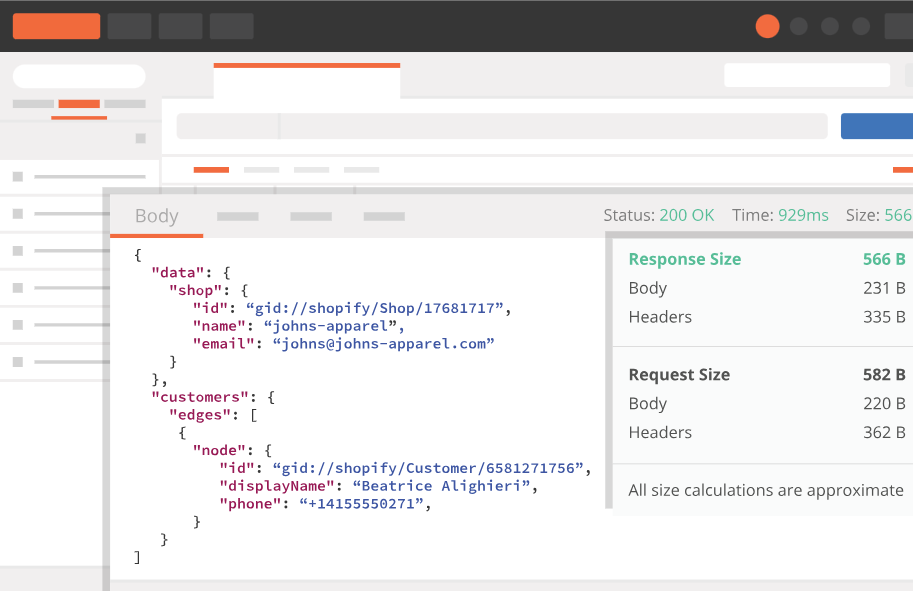 Body
Status: 200 OK Time: 929ms Size: 566
{
"data": {
"shop": {
"id": “gid://shopify/Shop/17681717”,
"name": “johns-apparel”,
"email": “johns@johns-apparel.com”
}
},
"customers": {
"edges": [
{
"node": {
"id": “gid://shopify/Customer/6581271756”,
"displayName": “Beatrice Alighieri”,
"phone": “+14155550271”,
}
}
]
Response Size 566 B
Body 231 B
Headers 335 B
Request Size 582 B
Body 220 B
Headers 362 B
All size calculations are approximate